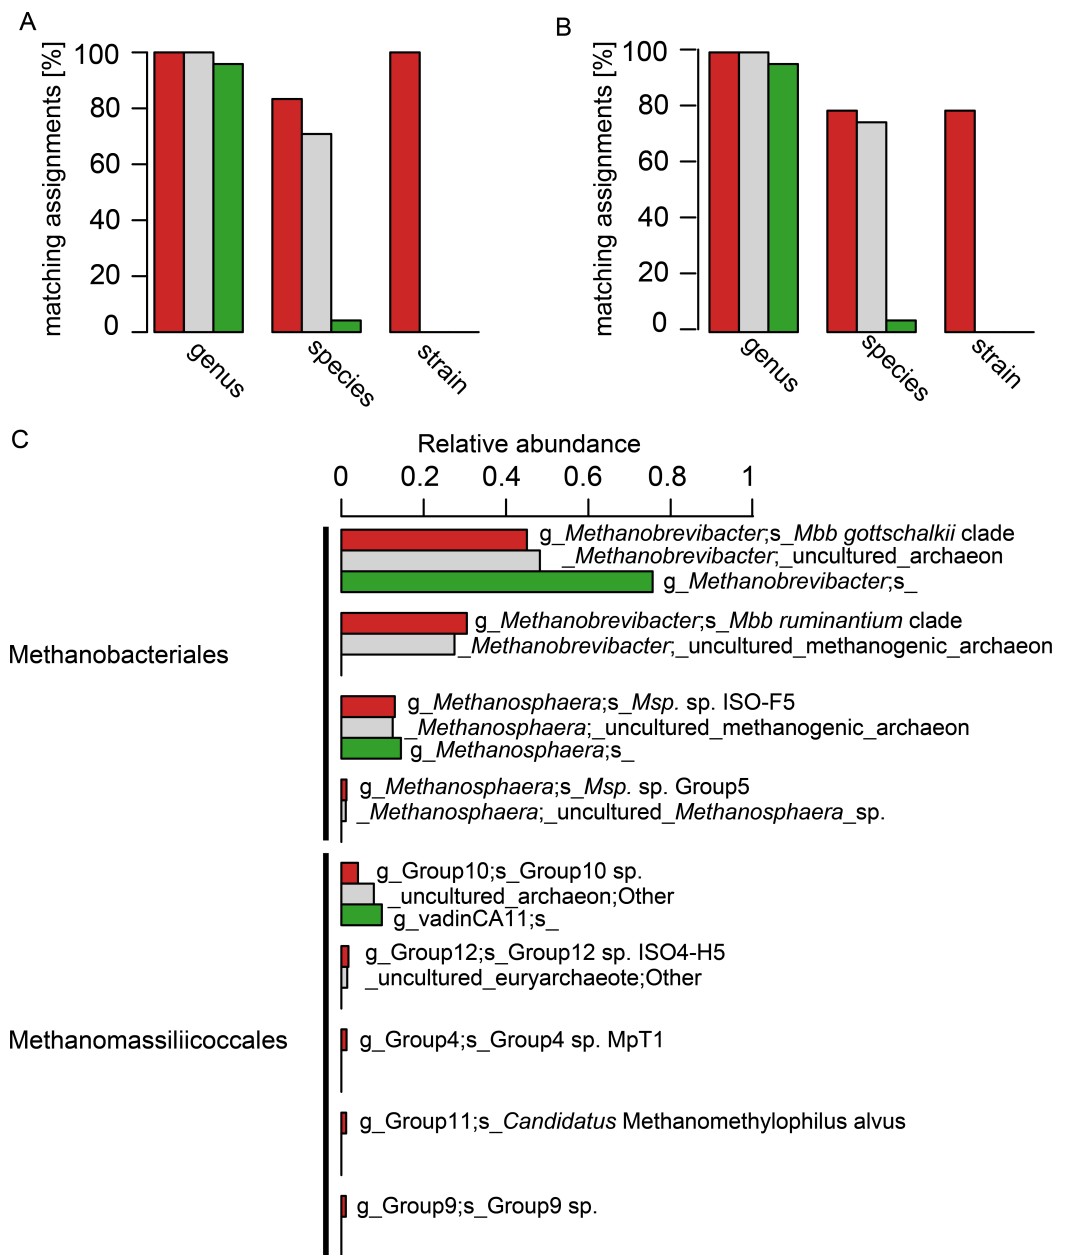 A
matching assignments [%]
100
80
60
40
20
0
genus
species
strain
B
matching assignments [%]
100
80
60
40
20
0
genus
species
strain
C
Relative abundance
0 0.2 0.4 0.6 0.8 1
Methanobacteriales
g_Methanobrevibacter;s_Mbb gottschalkii clade
_Methanobrevibacter;_uncultured_archaeon
g_Methanobrevibacter;s_
g_Methanobrevibacter;s_Mbb ruminantium clade
_Methanobrevibacter;_uncultured_methanogenic_archaeon
g_Methanosphaera;s_Msp. sp. ISO-F5
_Methanosphaera;_uncultured_methanogenic_archaeon
g_Methanosphaera;s_
g_Methanosphaera;s_Msp. sp. Group5
_Methanosphaera;_uncultured_Methanosphaera_sp.
Methanomassiliicoccales
g_Group10;s_Group10 sp.
_uncultured_archaeon;Other
g_vadinCA11;s_
g_Group12;s_Group12 sp. ISO4-H5
_uncultured_euryarchaeote;Other
g_Group4;s_Group4 sp. MpT1
g_Group11;s_Candidatus Methanomethylophilus alvus
g_Group9;s_Group9 sp.